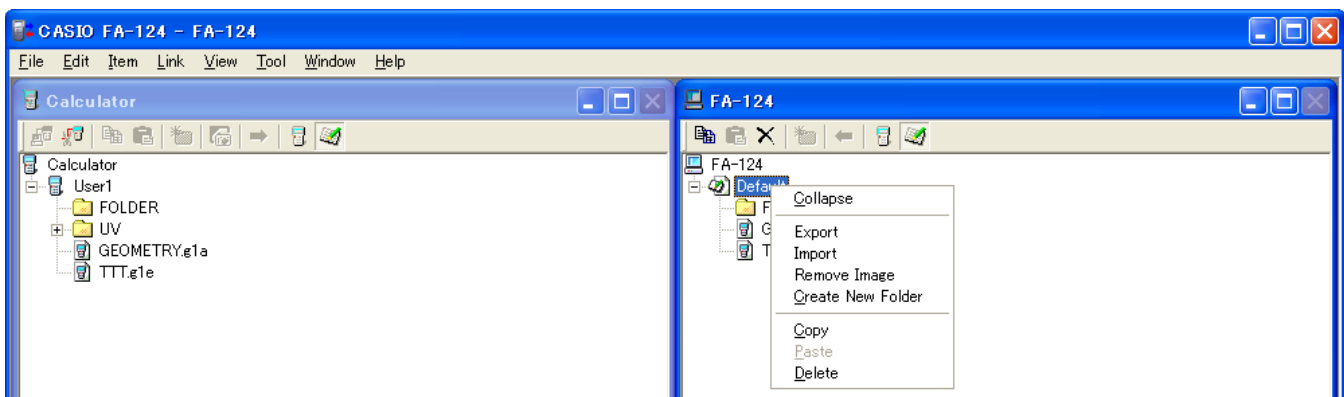 CASIO FA-124 - FA-124
File Edit Item Link View Tool Window Help
Calculator
Calculator
User1
FOLDER
UV
GEOMETRY.g1a
TTT.g1e
FA-124
FA-124
Default
F
G
T
Collapse
Export
Import
Remove Image
Create New Folder
Copy
Paste
Delete